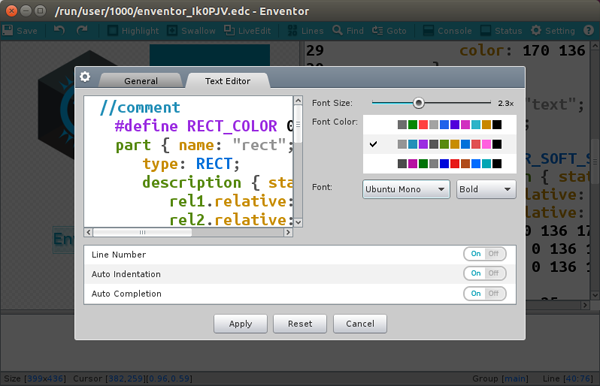 /run/user/1000/enventor_Ik0PJV.edc - Enventor
Save Highlight Swallow LiveEdit Lines Find Goto Console Status Setting
29 color: 170 136
General Text Editor
//comment
#define RECT_COLOR 0
part { name: "rect";
type: RECT;
description { sta
rel1.relative:
rel2.relative:
Font Size: 2.3x
Font Color:
Font: Ubuntu Mono Bold
text";
R_SOFT_S
{ stat
lative:
lative:
0 136 17
0 136 1
0 136 1
Line Number On Off
Auto Indentation On Off
Auto Completion On Off
Apply Reset Cancel
Size [399x436] Cursor [382,259][0.96,0.59] Group [main] Line [40:76]